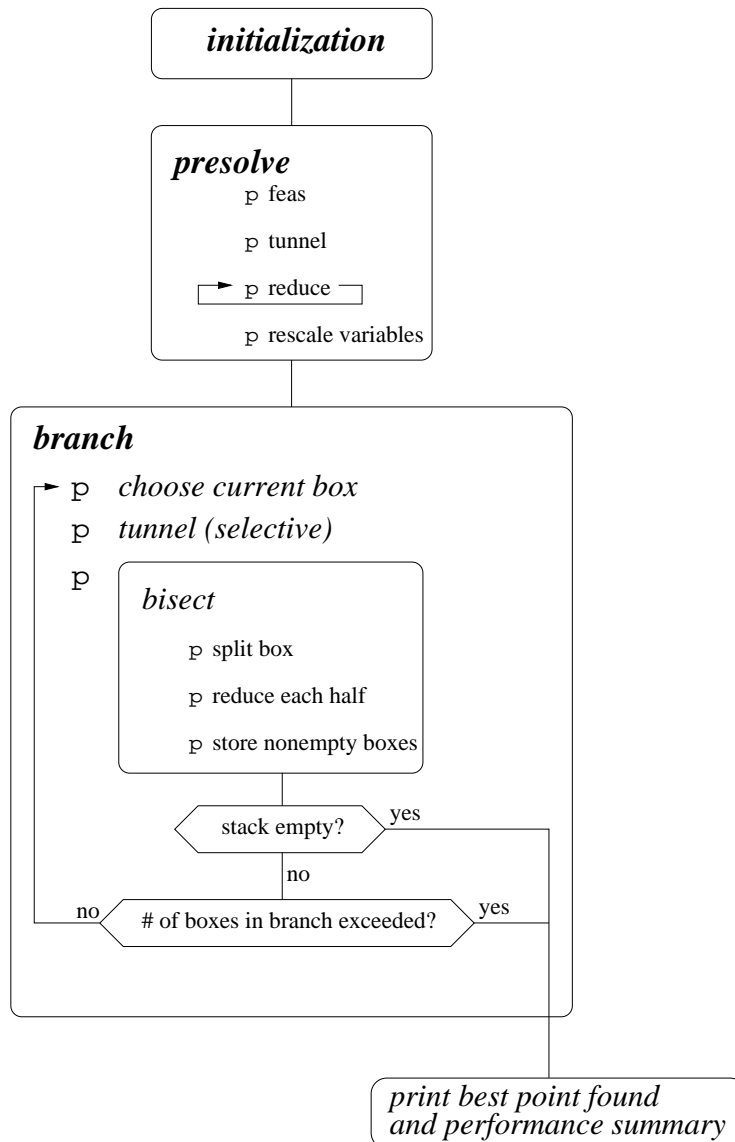 initialization
presolve
p feas
p tunnel
p reduce
p rescale variables
branch
p choose current box
p tunnel (selective)
p
bisect
p split box
p reduce each half
p store nonempty boxes
stack empty?
yes
no
no
# of boxes in branch exceeded?
yes
print best point found
and performance summary